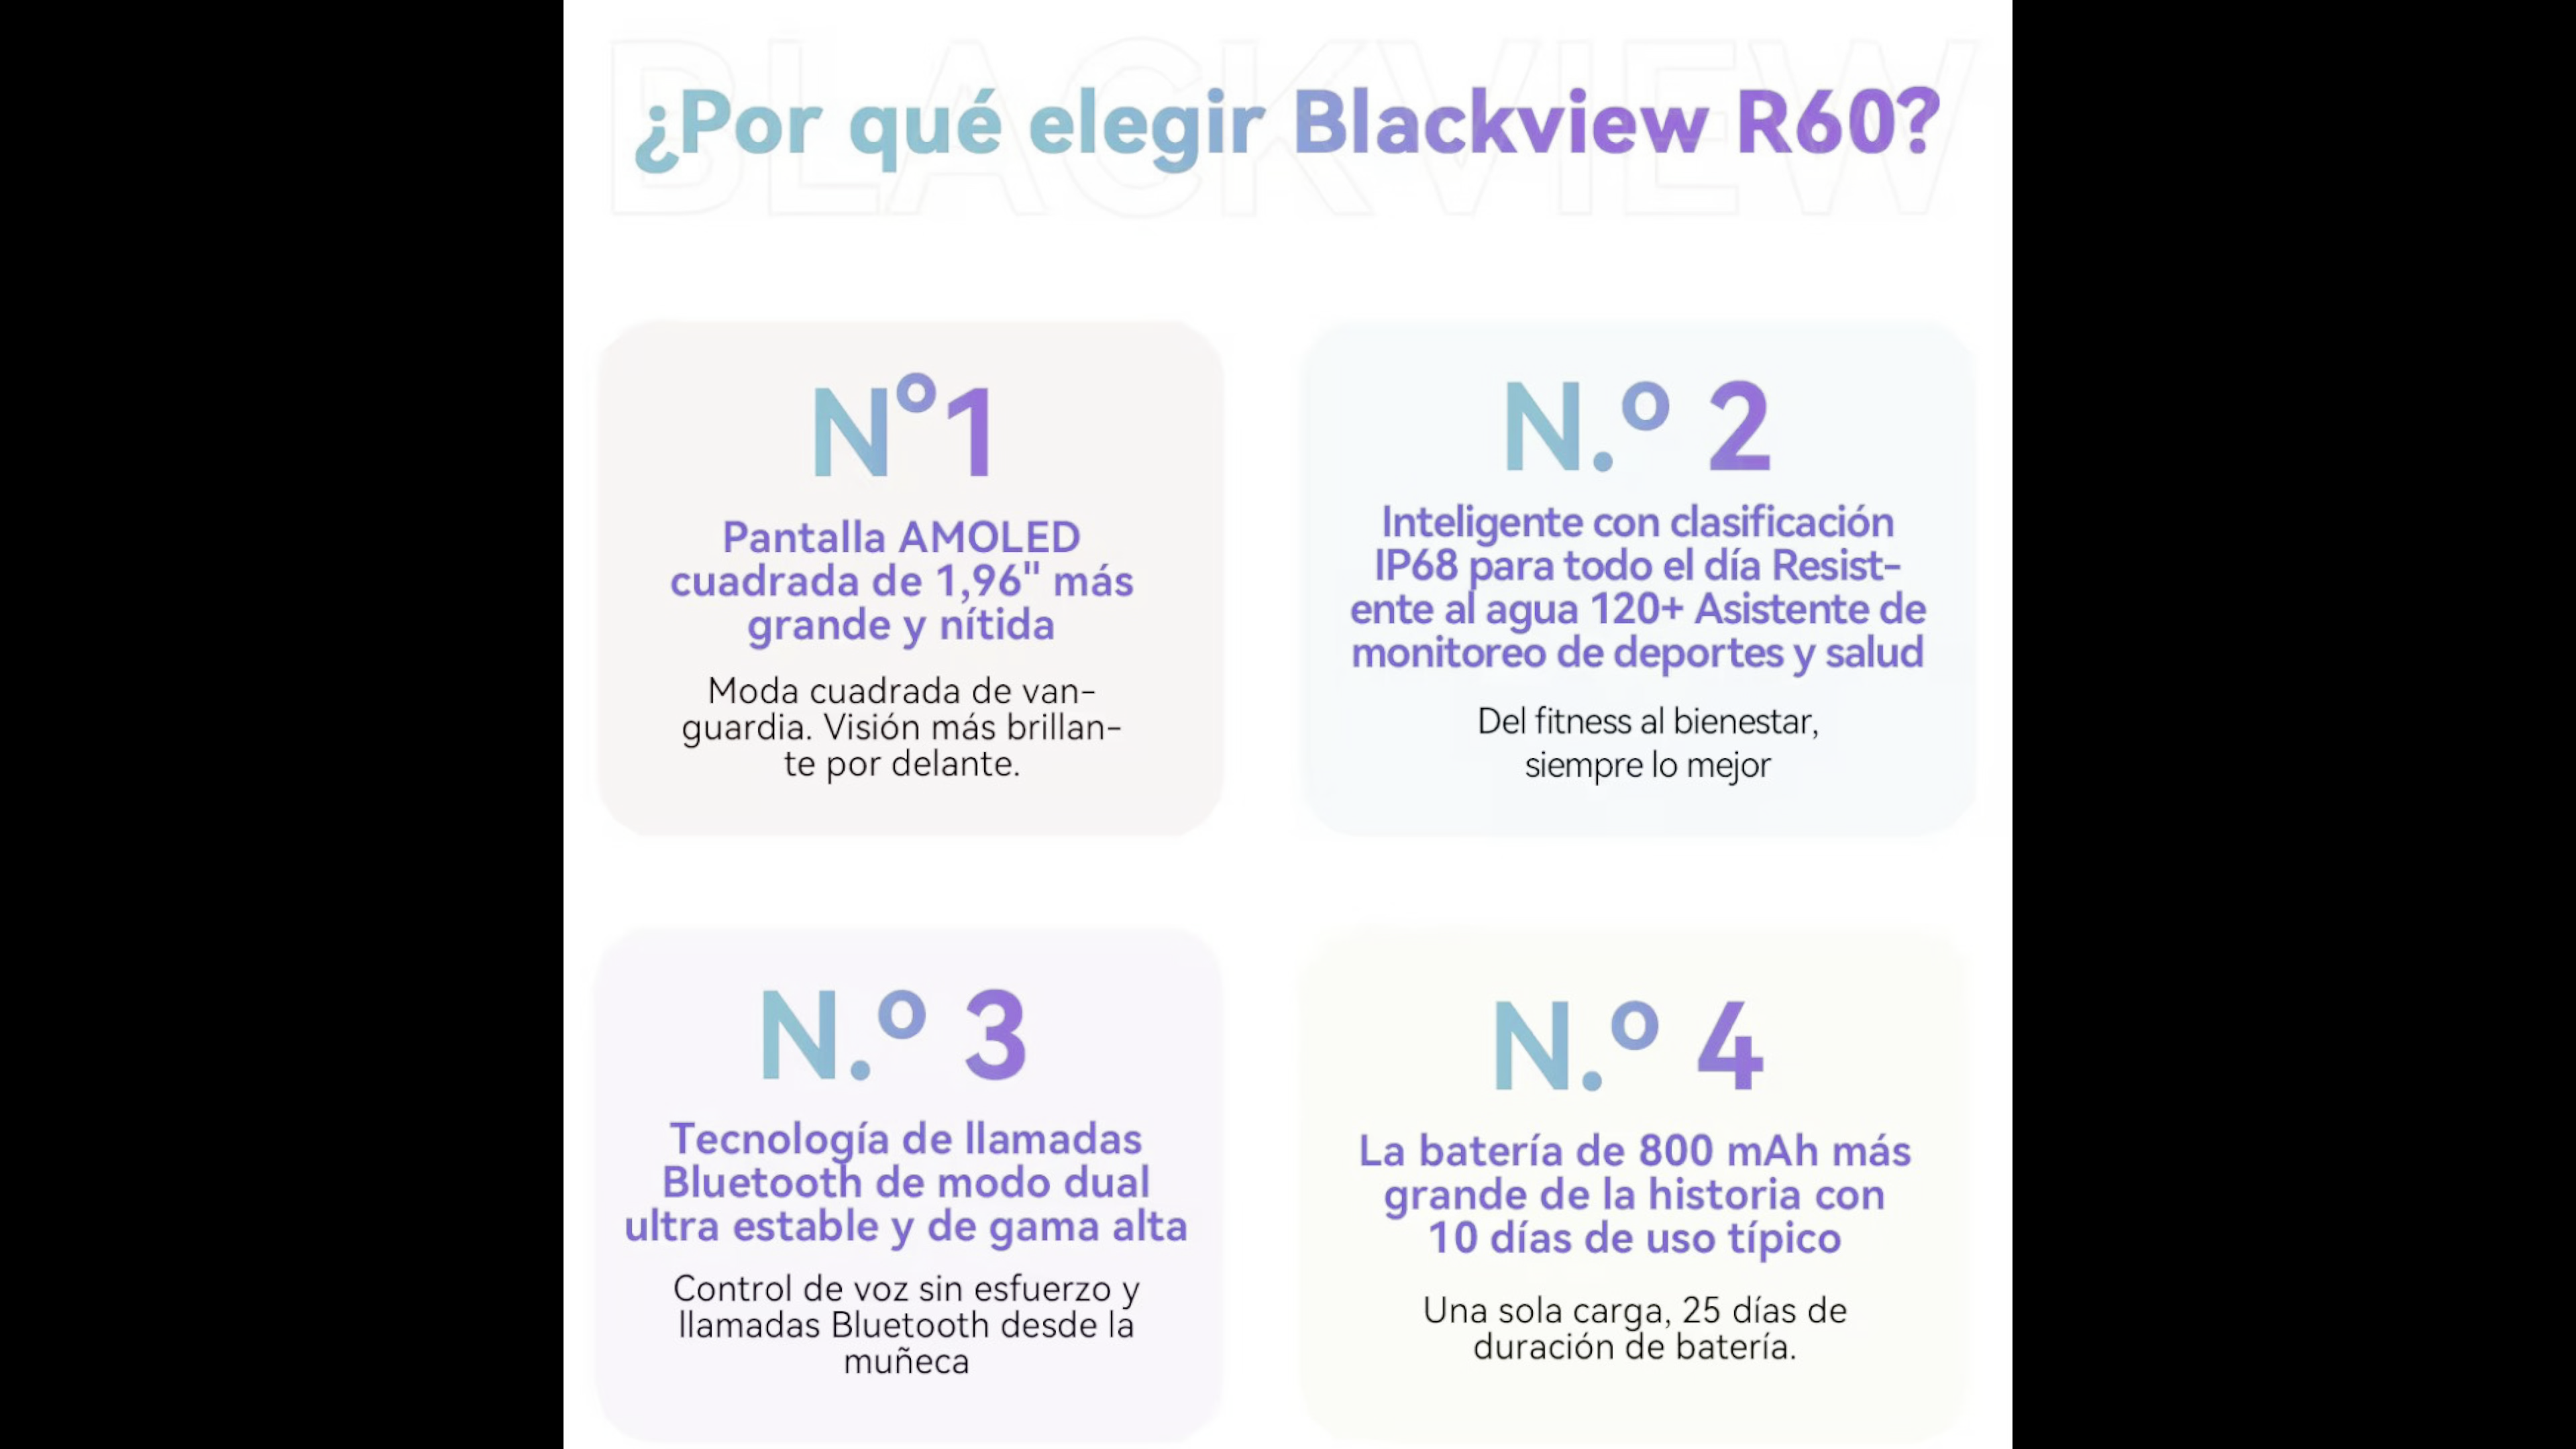 BLACKVIEW
¿Por qué elegir Blackview R60?
N°1
Pantalla AMOLED
cuadrada de 1,96" más
grande y nítida
Moda cuadrada de van-
guardia. Visión más brillan-
te por delante.
N.º 2
Inteligente con clasificación
IP68 para todo el día Resist-
ente al agua 120+ Asistente de
monitoreo de deportes y salud
Del fitness al bienestar,
siempre lo mejor
N.º 3
Tecnología de llamadas
Bluetooth de modo dual
ultra estable y de gama alta
Control de voz sin esfuerzo y
llamadas Bluetooth desde la
muñeca
N.º 4
La batería de 800 mAh más
grande de la historia con
10 días de uso típico
Una sola carga, 25 días de
duración de batería.